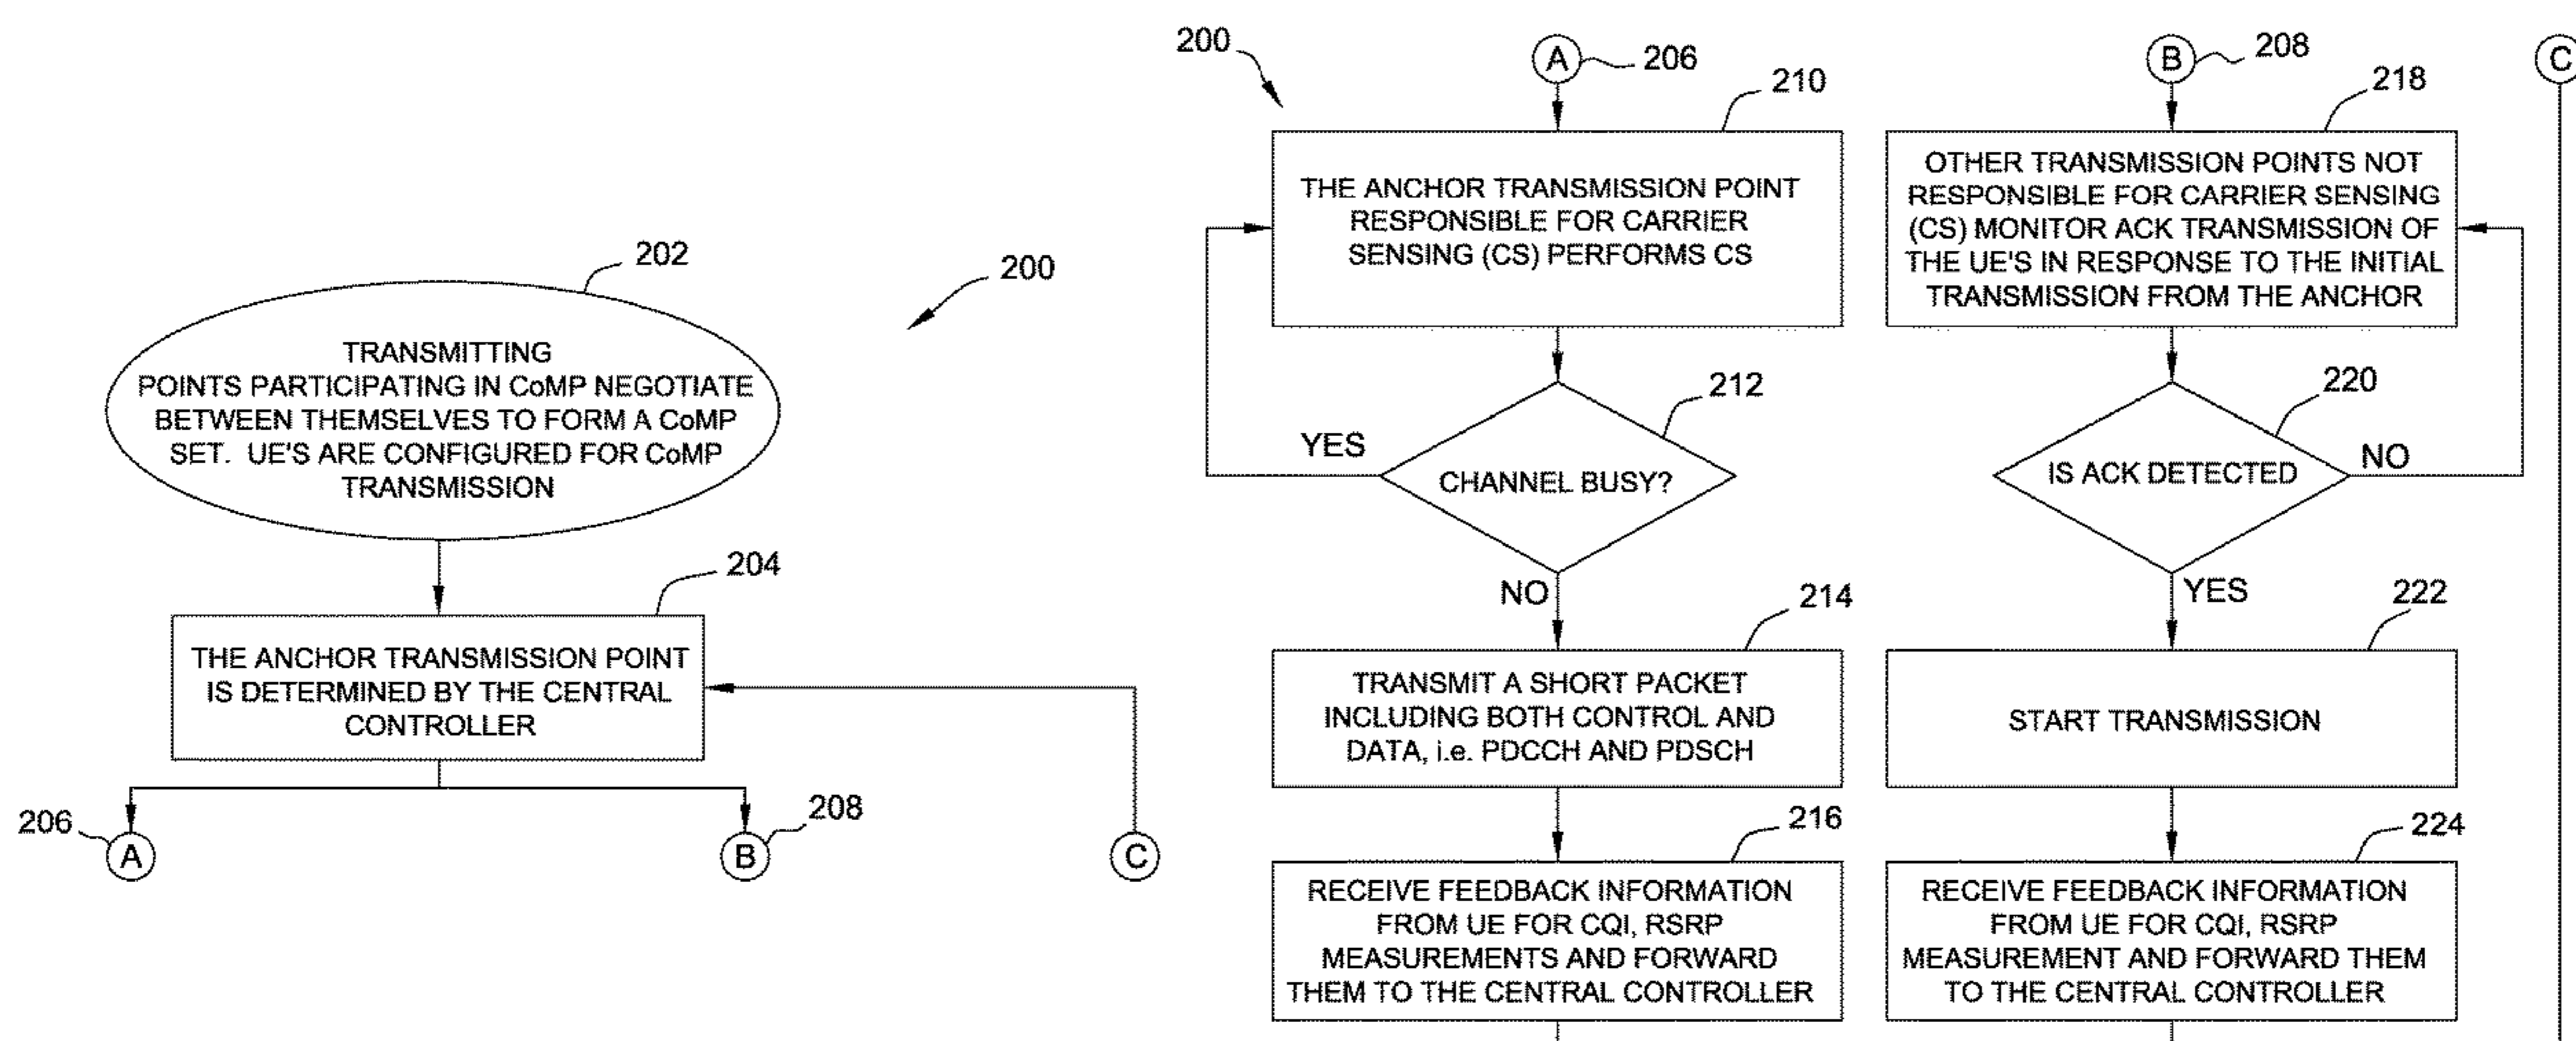 202
200
TRANSMITTING
POINTS PARTICIPATING IN CoMP NEGOTIATE
BETWEEN THEMSELVES TO FORM A CoMP
SET. UE'S ARE CONFIGURED FOR CoMP
TRANSMISSION
204
THE ANCHOR TRANSMISSION POINT
IS DETERMINED BY THE CENTRAL
CONTROLLER
206
A
B
208
C
200
A
206
210
THE ANCHOR TRANSMISSION POINT
RESPONSIBLE FOR CARRIER
SENSING (CS) PERFORMS CS
212
YES
CHANNEL BUSY?
NO
214
TRANSMIT A SHORT PACKET
INCLUDING BOTH CONTROL AND
DATA, i.e. PDCCH AND PDSCH
216
RECEIVE FEEDBACK INFORMATION
FROM UE FOR CQI, RSRP
MEASUREMENTS AND FORWARD
THEM TO THE CENTRAL CONTROLLER
B
208
218
OTHER TRANSMISSION POINTS NOT
RESPONSIBLE FOR CARRIER SENSING
(CS) MONITOR ACK TRANSMISSION OF
THE UE'S IN RESPONSE TO THE INITIAL
TRANSMISSION FROM THE ANCHOR
220
IS ACK DETECTED
NO
YES
222
START TRANSMISSION
224
RECEIVE FEEDBACK INFORMATION
FROM UE FOR CQI, RSRP
MEASUREMENT AND FORWARD THEM
TO THE CENTRAL CONTROLLER
C